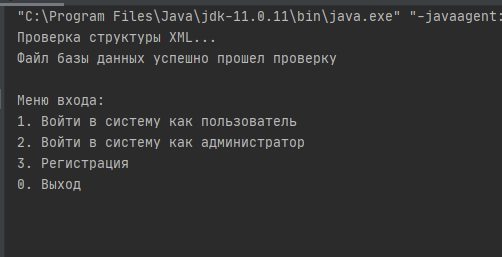 "C:\Program Files\Java\jdk-11.0.11\bin\java.exe" "-javaagent:
Проверка структуры XML...
Файл базы данных успешно прошел проверку
Меню входа:
1. Войти в систему как пользователь
2. Войти в систему как администратор
3. Регистрация
0. Выход